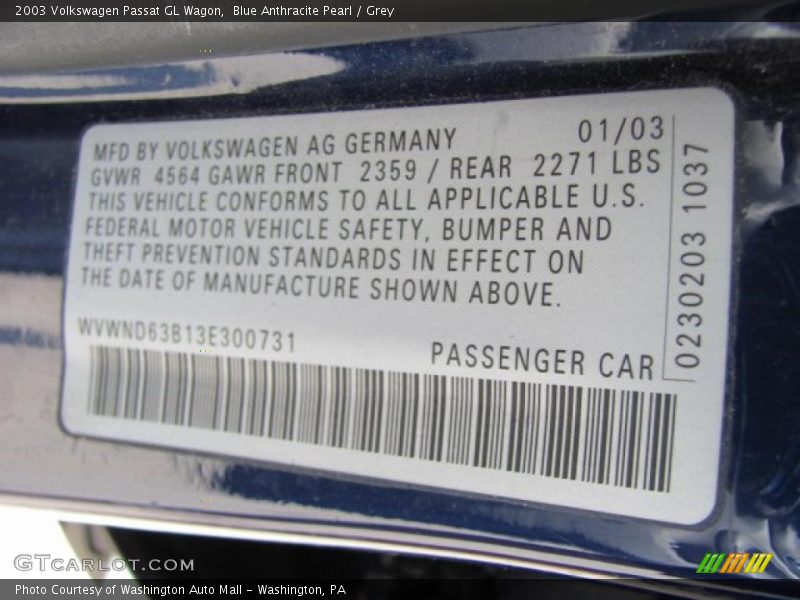 2003 Volkswagen Passat GL Wagon,  Blue Anthracite Pearl / Grey
01/03
MFD BY VOLKSWAGEN AG GERMANY
GVWR 4564 GAWR FRONT 2359 / REAR 2271 LBS
THIS VEHICLE CONFORMS TO ALL APPLICABLE U.S.
FEDERAL MOTOR VEHICLE SAFETY, BUMPER AND
THEFT PREVENTION STANDARDS IN EFFECT ON
THE DATE OF MANUFACTURE SHOWN ABOVE.
WVWND63B13E300731
PASSENGER CAR
0230203 1037
GTCARLOT.COM
Photo Courtesy of Washington Auto Mall - Washington, PA